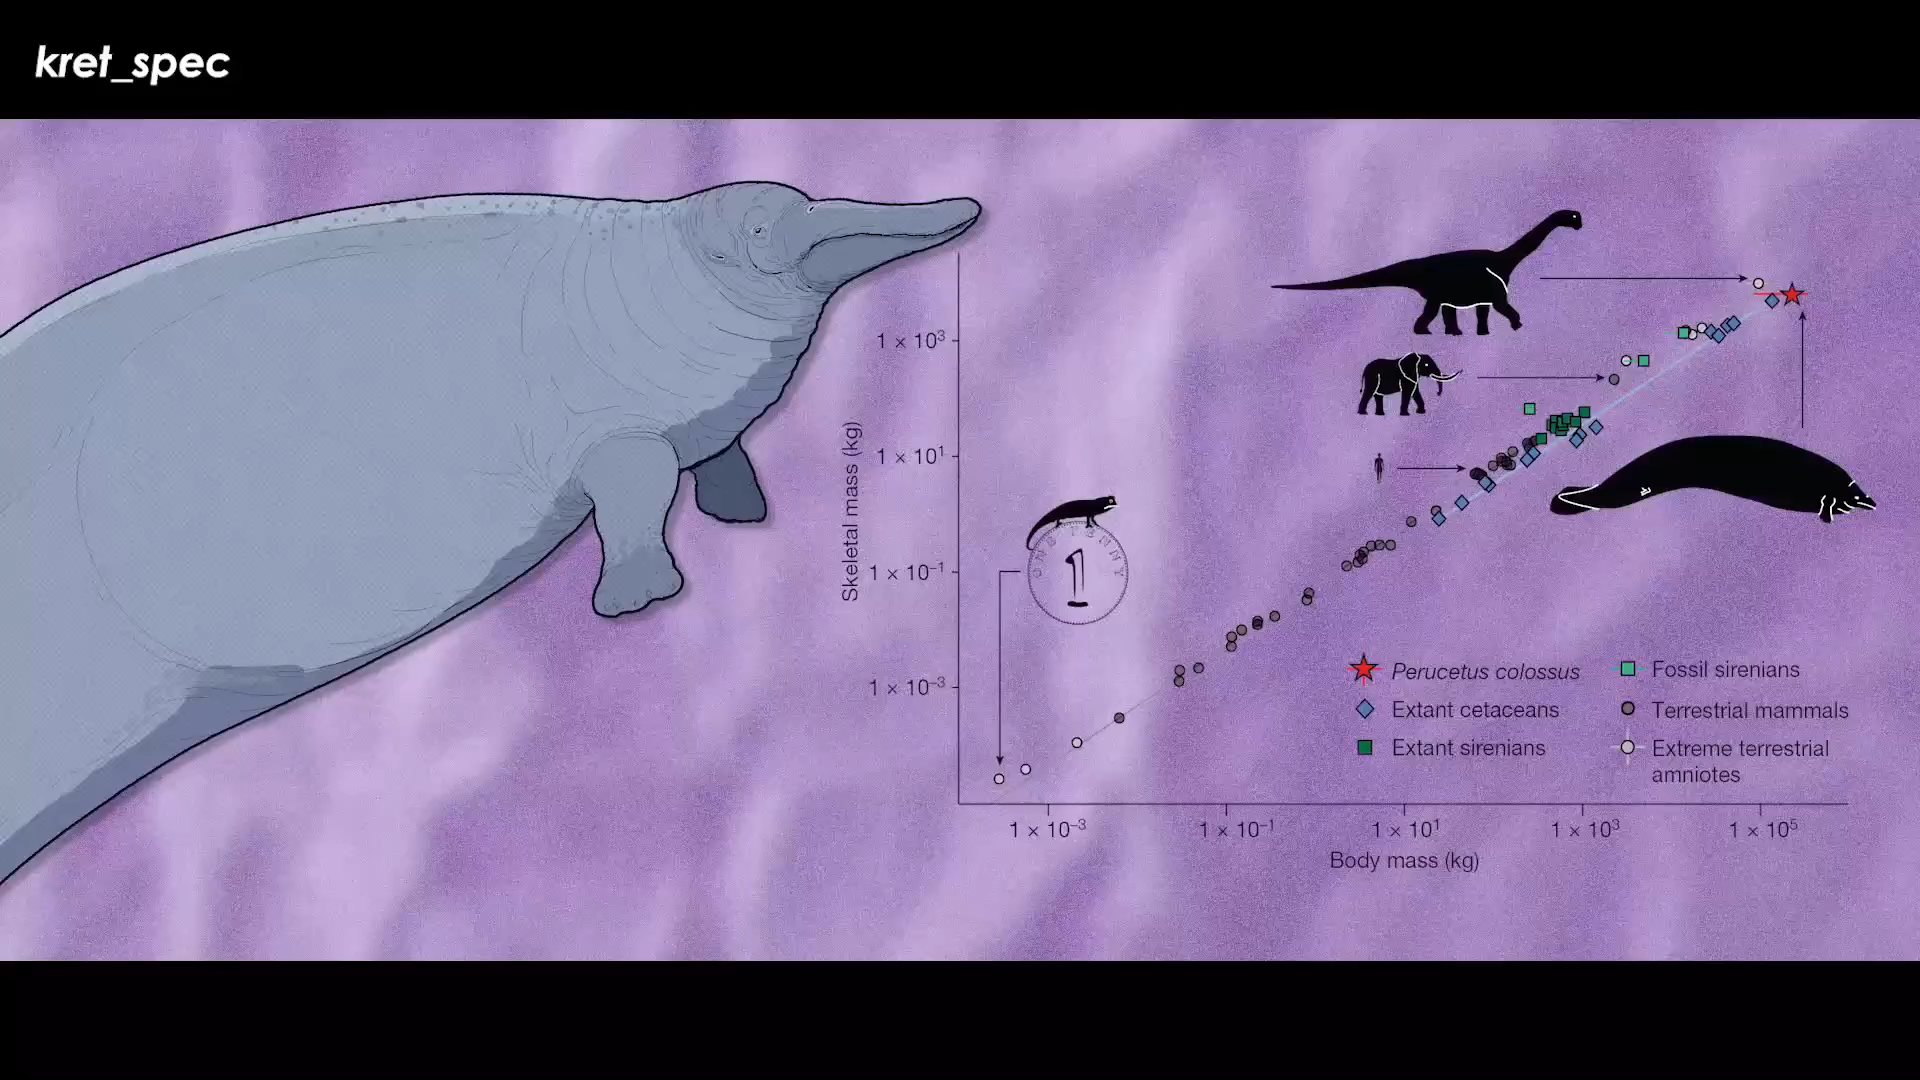 kret_spec
1 × 10³
1 × 10¹
1 × 10⁻¹
1 × 10⁻³
Skeletal mass (kg)
ONE PENNY
1
Perucetus colossus
Extant cetaceans
Extant sirenians
Fossil sirenians
Terrestrial mammals
Extreme terrestrial
amniotes
1 × 10⁻³
1 × 10⁻¹
1 × 10¹
1 × 10³
1 × 10⁵
Body mass (kg)